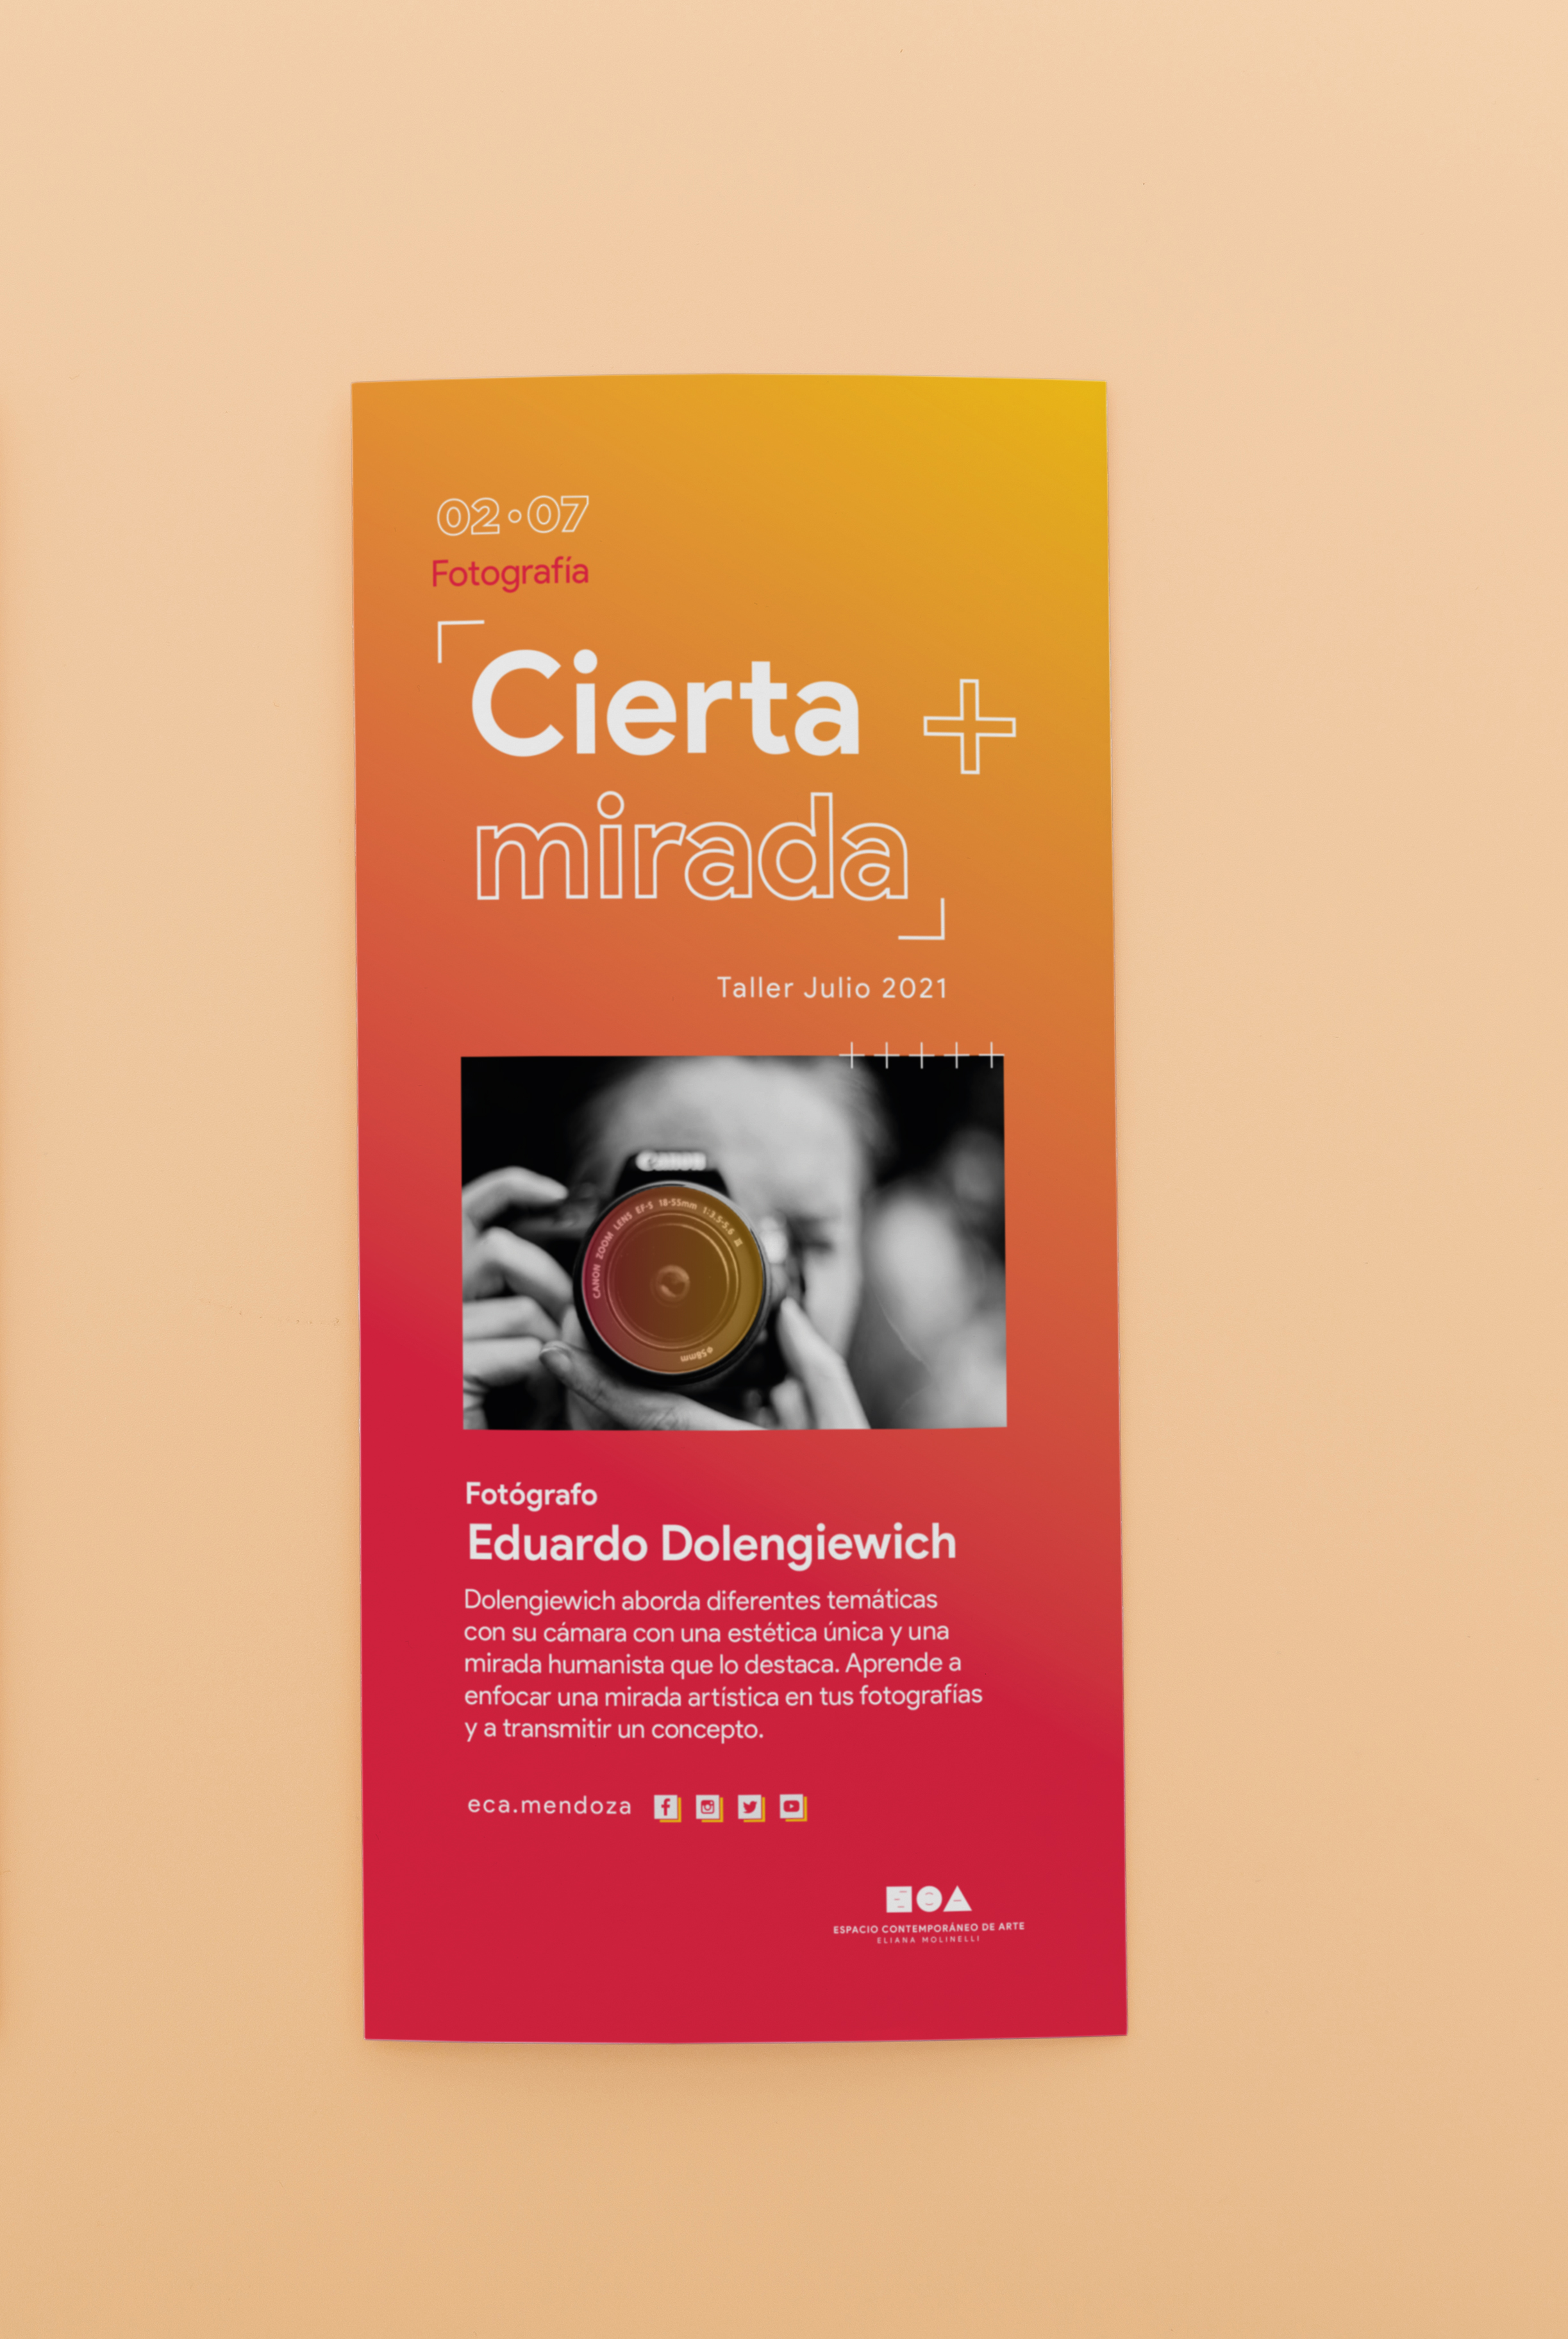 02•07
Fotografía
Cierta
mirada
Taller Julio 2021
Canon
CANON ZOOM LENS EF-S 18-55mm 1:3.5-5.6 III
ø58mm
Fotógrafo
Eduardo Dolengiewich
Dolengiewich aborda diferentes temáticas
con su cámara con una estética única y una
mirada humanista que lo destaca. Aprende a
enfocar una mirada artística en tus fotografías
y a transmitir un concepto.
eca.mendoza
ECA
ESPACIO CONTEMPORÁNEO DE ARTE
ELIANA MOLINELLI